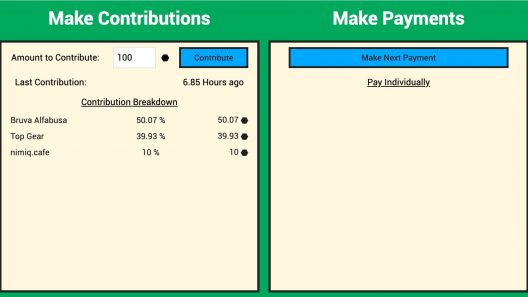 Make Contributions
Amount to Contribute: 100 Contribute
Last Contribution: 6.85 Hours ago
Contribution Breakdown
Bruva Alfabusa 50.07 % 50.07
Top Gear 39.93 % 39.93
nimiq.cafe 10 % 10
Make Payments
Make Next Payment
Pay Individually